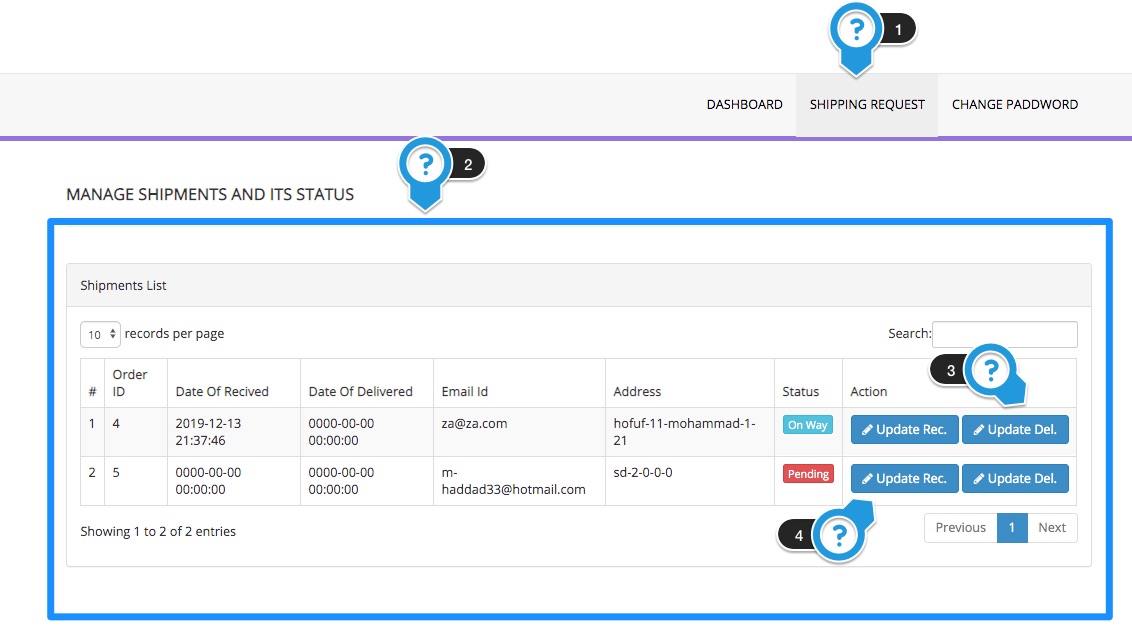 ? 1
DASHBOARD SHIPPING REQUEST CHANGE PADDWORD
? 2
MANAGE SHIPMENTS AND ITS STATUS
Shipments List
10 records per page Search:
# Order ID Date Of Recived Date Of Delivered Email Id Address Status Action
3 ?
1 4 2019-12-13 21:37:46 0000-00-00 00:00:00 za@za.com hofuf-11-mohammad-1-21 On Way Update Rec. Update Del.
2 5 0000-00-00 00:00:00 0000-00-00 00:00:00 m-haddad33@hotmail.com sd-2-0-0-0 Pending Update Rec. Update Del.
Showing 1 to 2 of 2 entries Previous 1 Next
4 ?